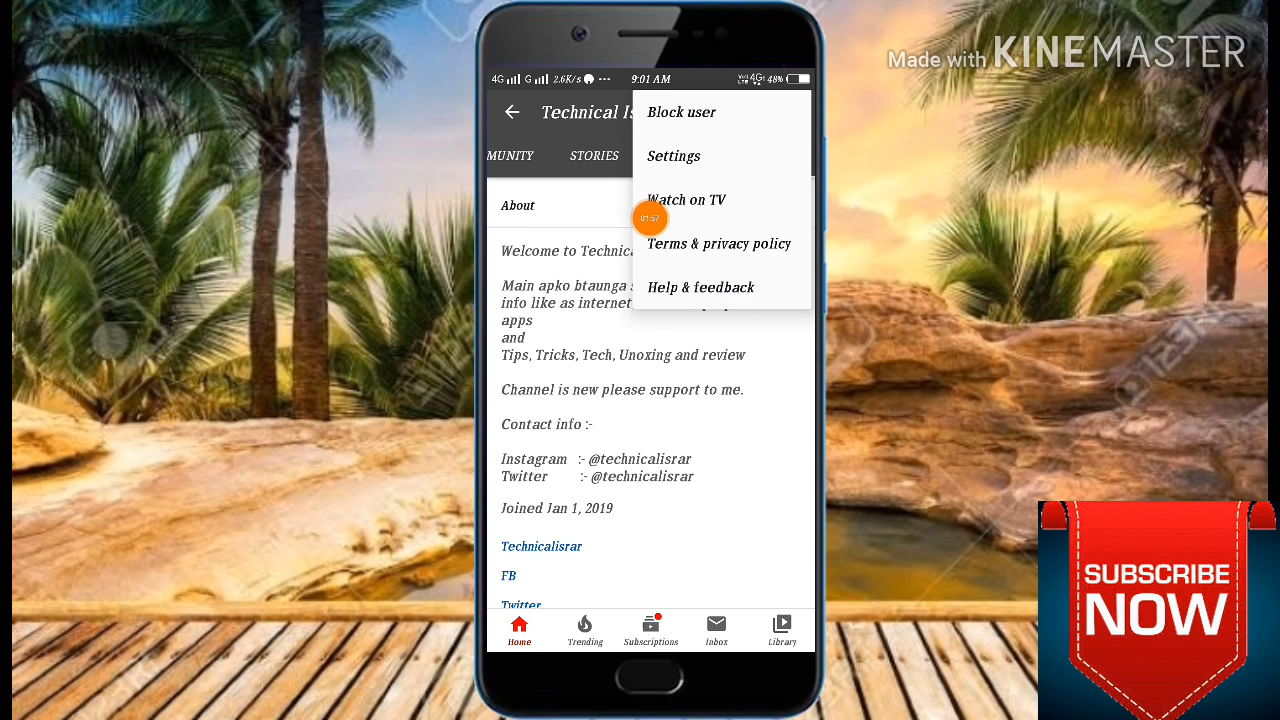 Made with KINEMASTER
4G G 2.6K/s 9:01 AM 4G 48%
Technical Is
MUNITY STORIES
Block user
Settings
Watch on TV
01:57
Terms & privacy policy
Help & feedback
About
Welcome to Technica
Main apko btaunga
info like as internet
apps
and
Tips, Tricks, Tech, Unoxing and review
Channel is new please support to me.
Contact info :-
Instagram :- @technicalisrar
Twitter :- @technicalisrar
Joined Jan 1, 2019
Technicalisrar
FB
Twitter
Home Trending Subscriptions Inbox Library
SUBSCRIBE
NOW